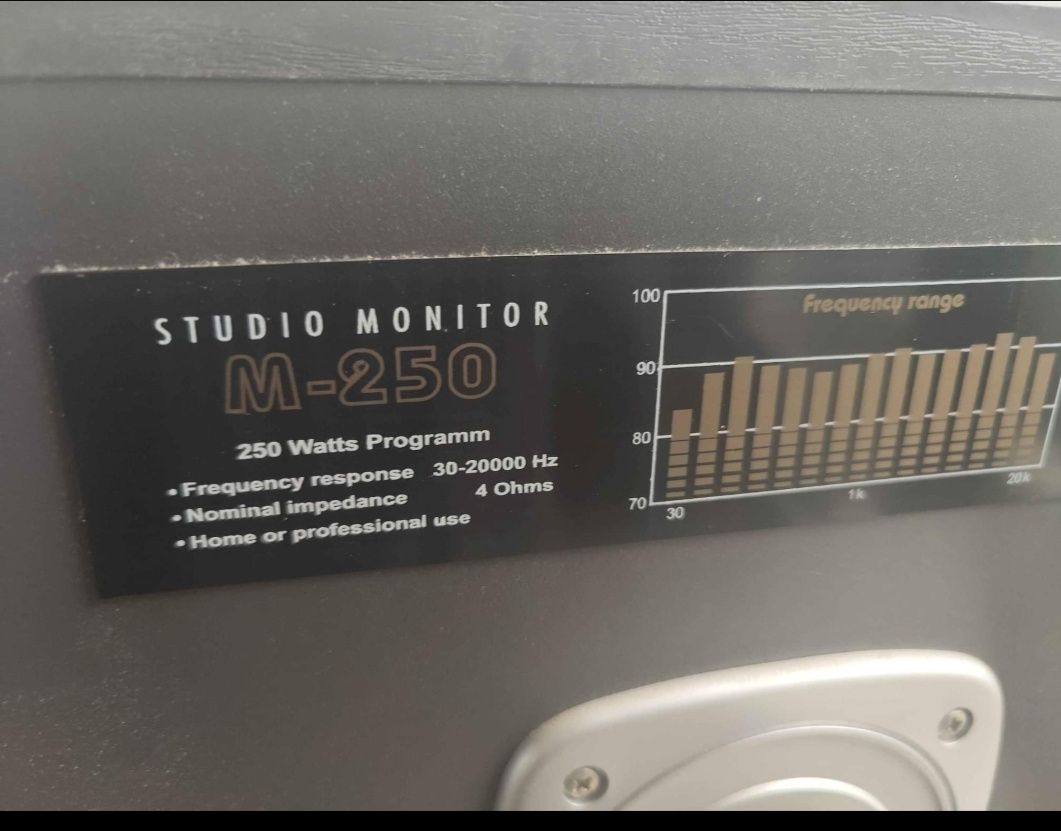 STUDIO MONITOR
M-250
250 Watts Programm
• Frequency response 30-20000 Hz
• Nominal impedance 4 Ohms
• Home or professional use
Frequency range
100
90
80
70
30
1k
20k